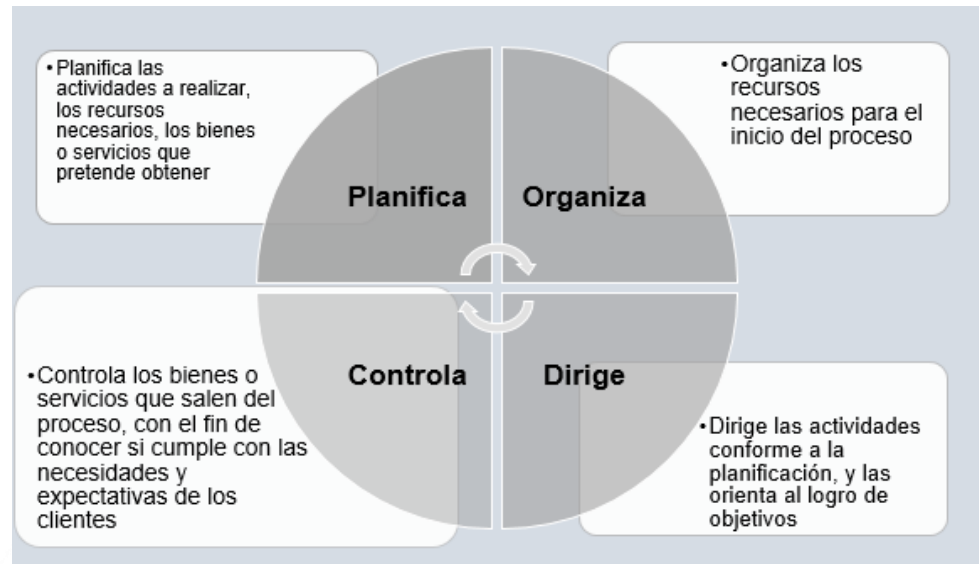 •Planifica las
actividades a realizar,
los recursos
necesarios, los bienes
o servicios que
pretende obtener
•Organiza los
recursos
necesarios para el
inicio del proceso
Planifica
Organiza
Controla
Dirige
•Controla los bienes o
servicios que salen del
proceso, con el fin de
conocer si cumple con las
necesidades y
expectativas de los
clientes
•Dirige las actividades
conforme a la
planificación, y las
orienta al logro de
objetivos